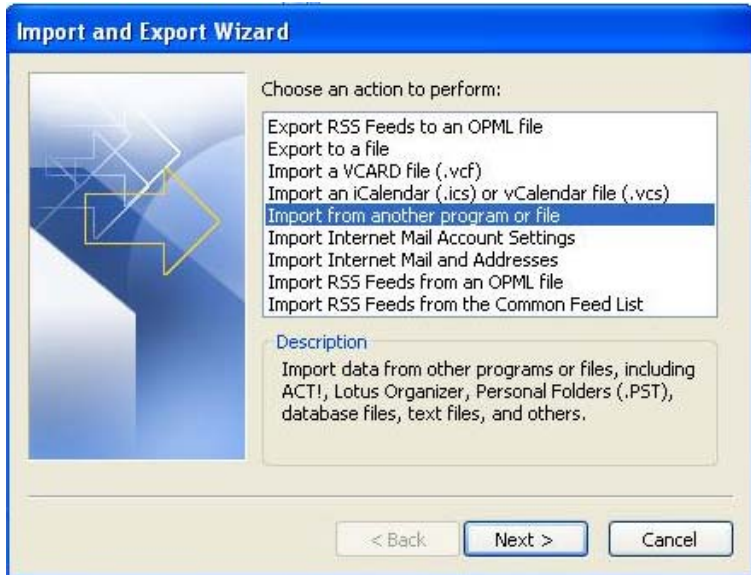 Import and Export Wizard
Choose an action to perform:
Export RSS Feeds to an OPML file
Export to a file
Import a VCARD file (.vcf)
Import an iCalendar (.ics) or vCalendar file (.vcs)
Import from another program or file
Import Internet Mail Account Settings
Import Internet Mail and Addresses
Import RSS Feeds from an OPML file
Import RSS Feeds from the Common Feed List
Description
Import data from other programs or files, including
ACT!, Lotus Organizer, Personal Folders (.PST),
database files, text files, and others.
< Back Next > Cancel